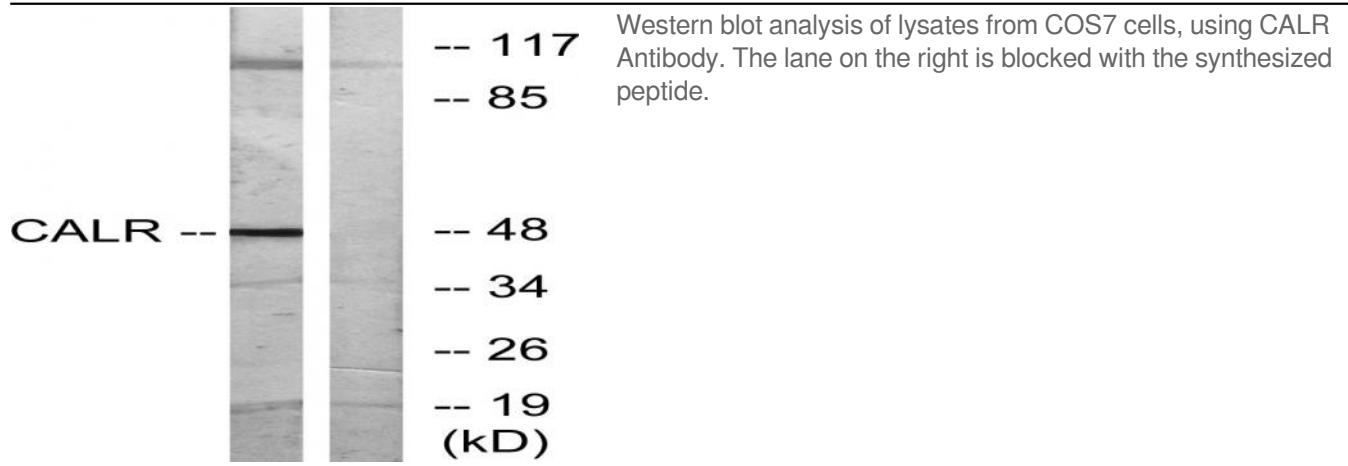 Western blot analysis of lysates from COS7 cells, using CALR
Antibody. The lane on the right is blocked with the synthesized
peptide.
-- 117
-- 85
CALR -- -- 48
-- 34
-- 26
-- 19
(kD)